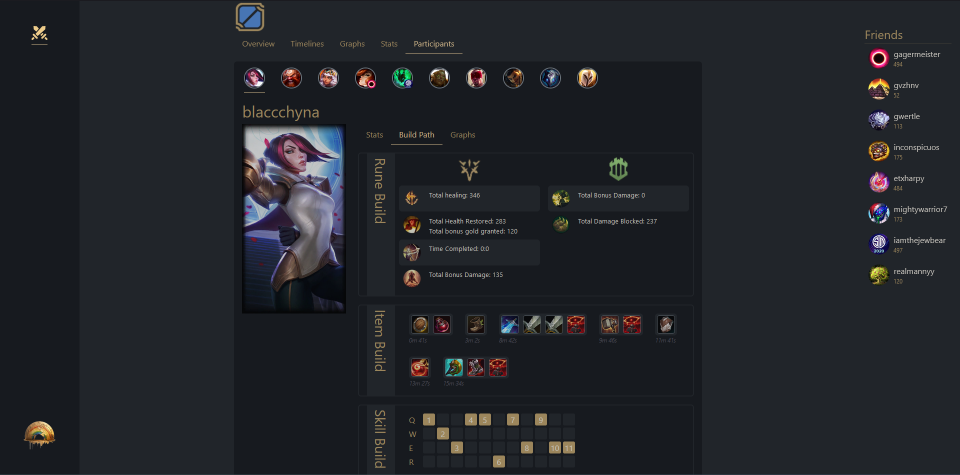 Overview Timelines Graphs Stats Participants
blaccchyna
Stats Build Path Graphs
Rune Build
Total healing: 346
Total Health Restored: 283
Total bonus gold granted: 120
Time Completed: 0:0
Total Bonus Damage: 135
Total Bonus Damage: 0
Total Damage Blocked: 237
Item Build
0m 41s 3m 2s 8m 42s 9m 48s 11m 41s
13m 27s 15m 34s
Skill Build
Q 1 4 5 7 9
W 2
E 3 8 10 11
R 6
Friends
gagermeister
494
gvzhnv
52
gwertle
113
inconspicuos
175
etxharpy
484
mightywarrior7
173
iamthejewbear
497
realmannyy
120